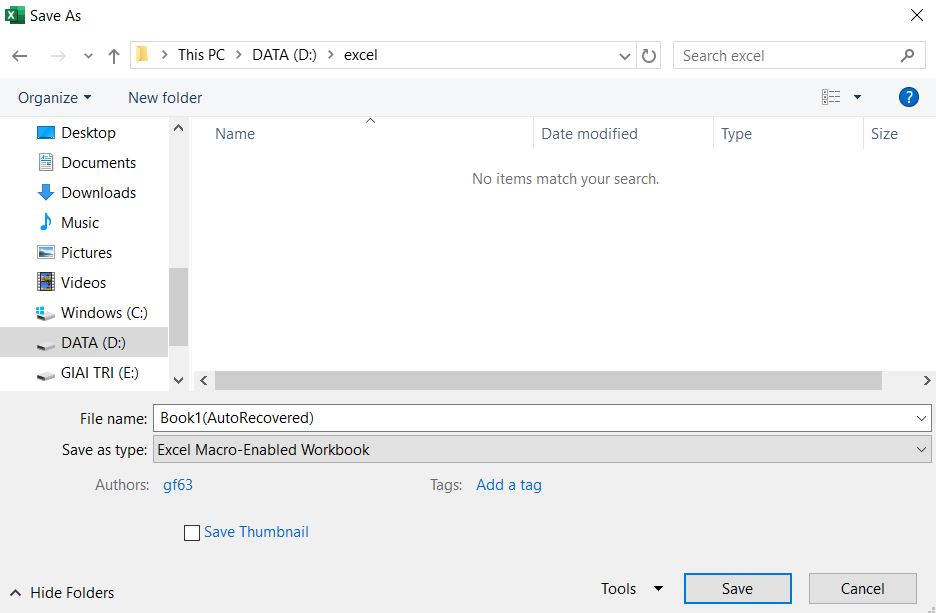 Save As
This PC > DATA (D:) > excel
Search excel
Organize
New folder
?
Desktop
Documents
Downloads
Music
Pictures
Videos
Windows (C:)
DATA (D:)
GIAI TRI (E:)
Name
Date modified
Type
Size
No items match your search.
File name: Book1(AutoRecovered)
Save as type: Excel Macro-Enabled Workbook
Authors: gf63
Tags: Add a tag
Save Thumbnail
Hide Folders
Tools
Save
Cancel